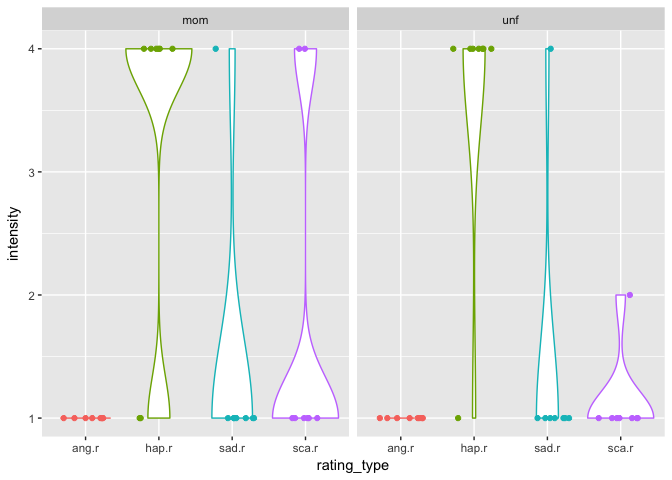 mom unf
4
3
2
1
intensity
ang.r hap.r sad.r sca.r ang.r hap.r sad.r sca.r
rating_type